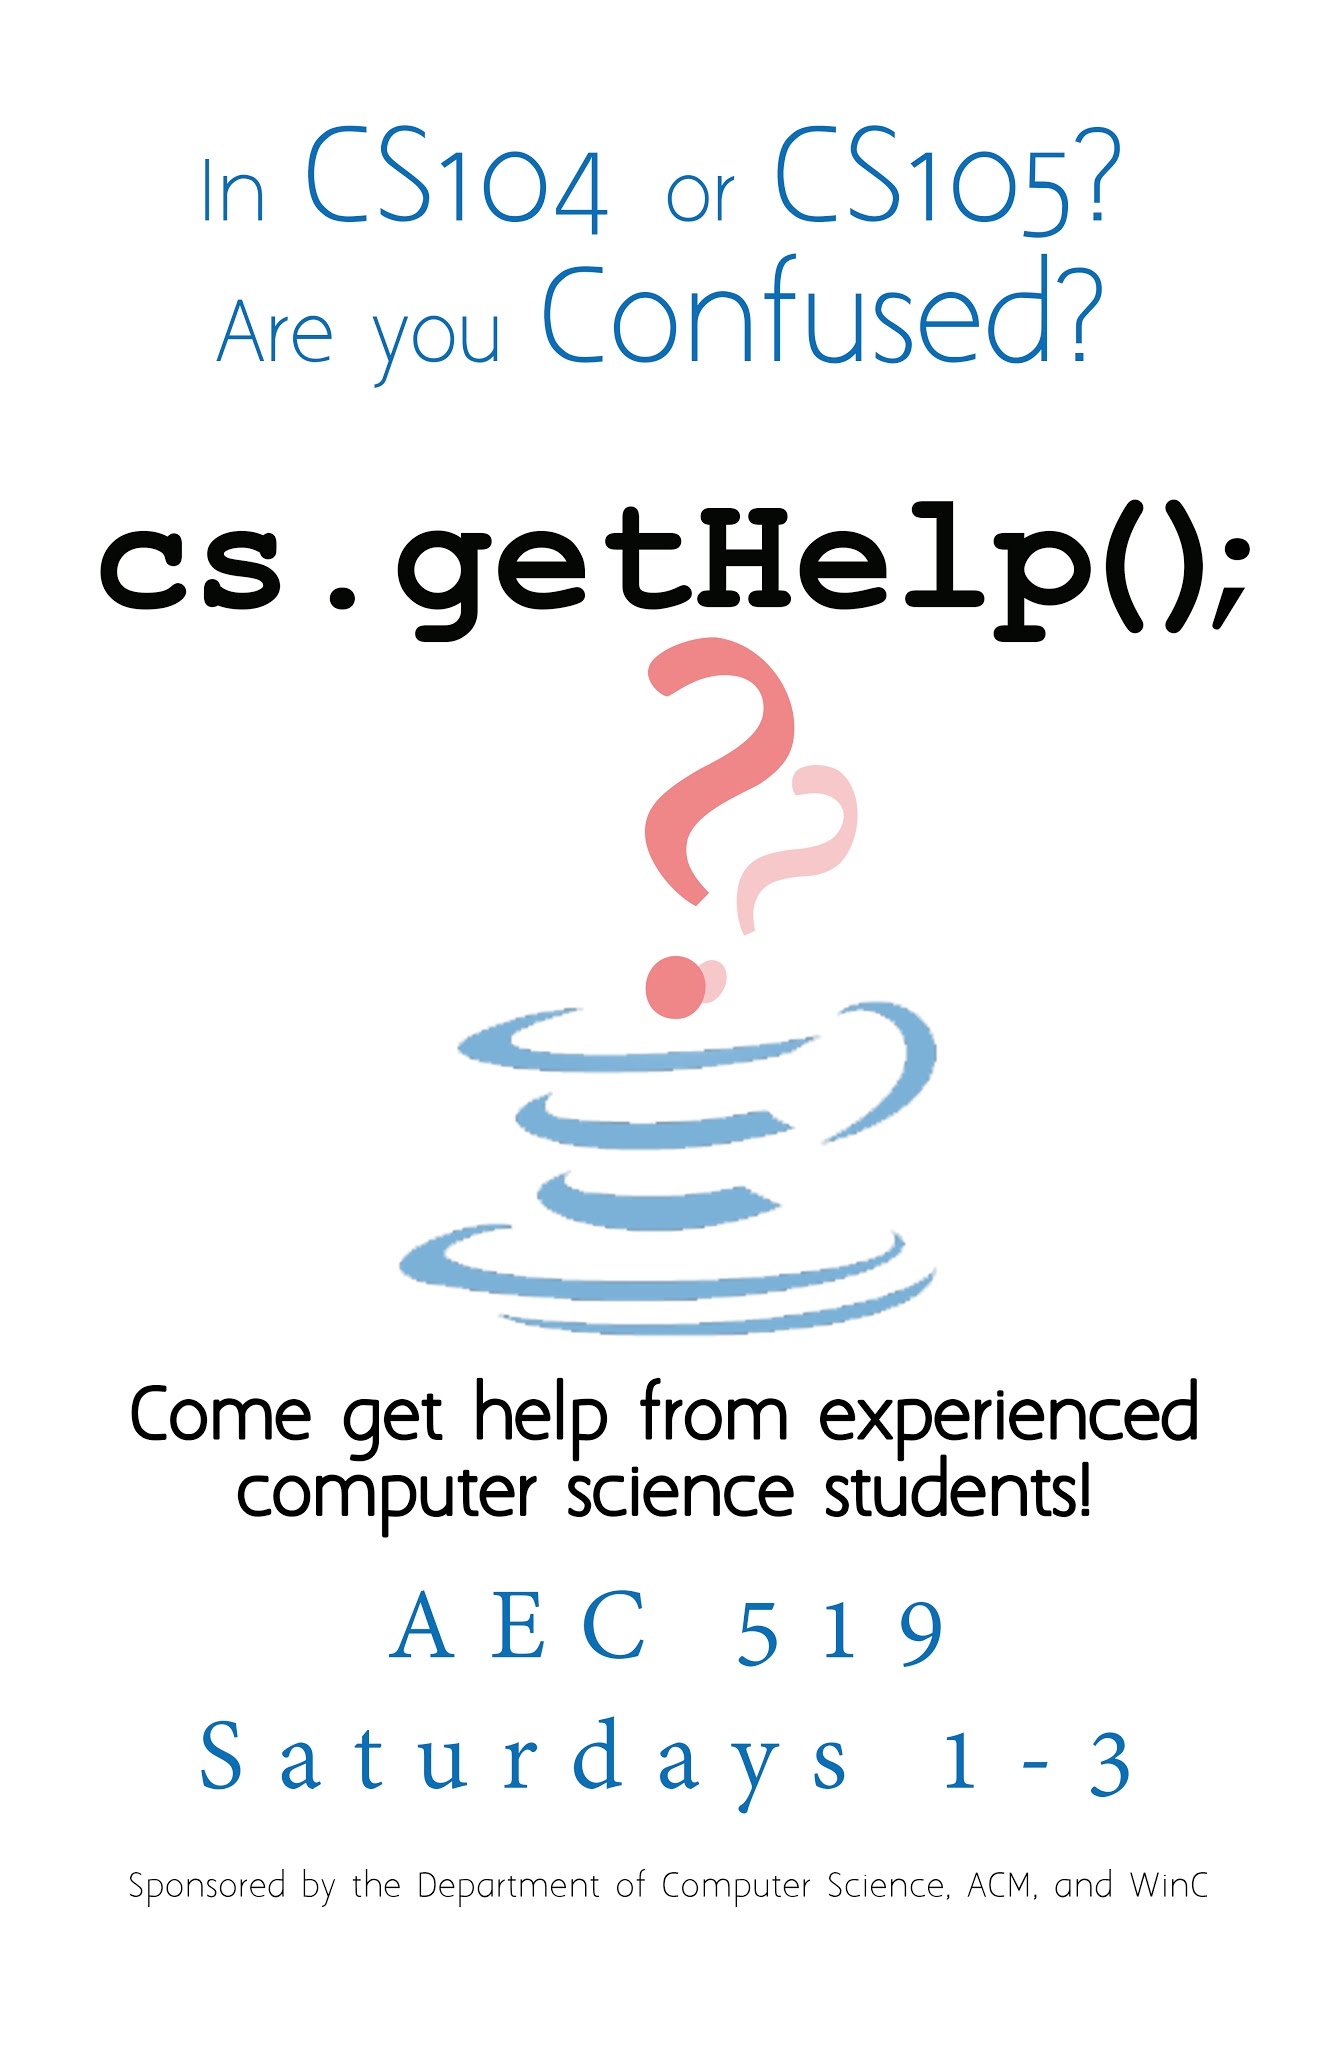 In CS104 or CS105?
Are you Confused?
cs.getHelp();
Come get help from experienced
computer science students!
AEC 519
Saturdays 1-3
Sponsored by the Department of Computer Science, ACM, and WinC